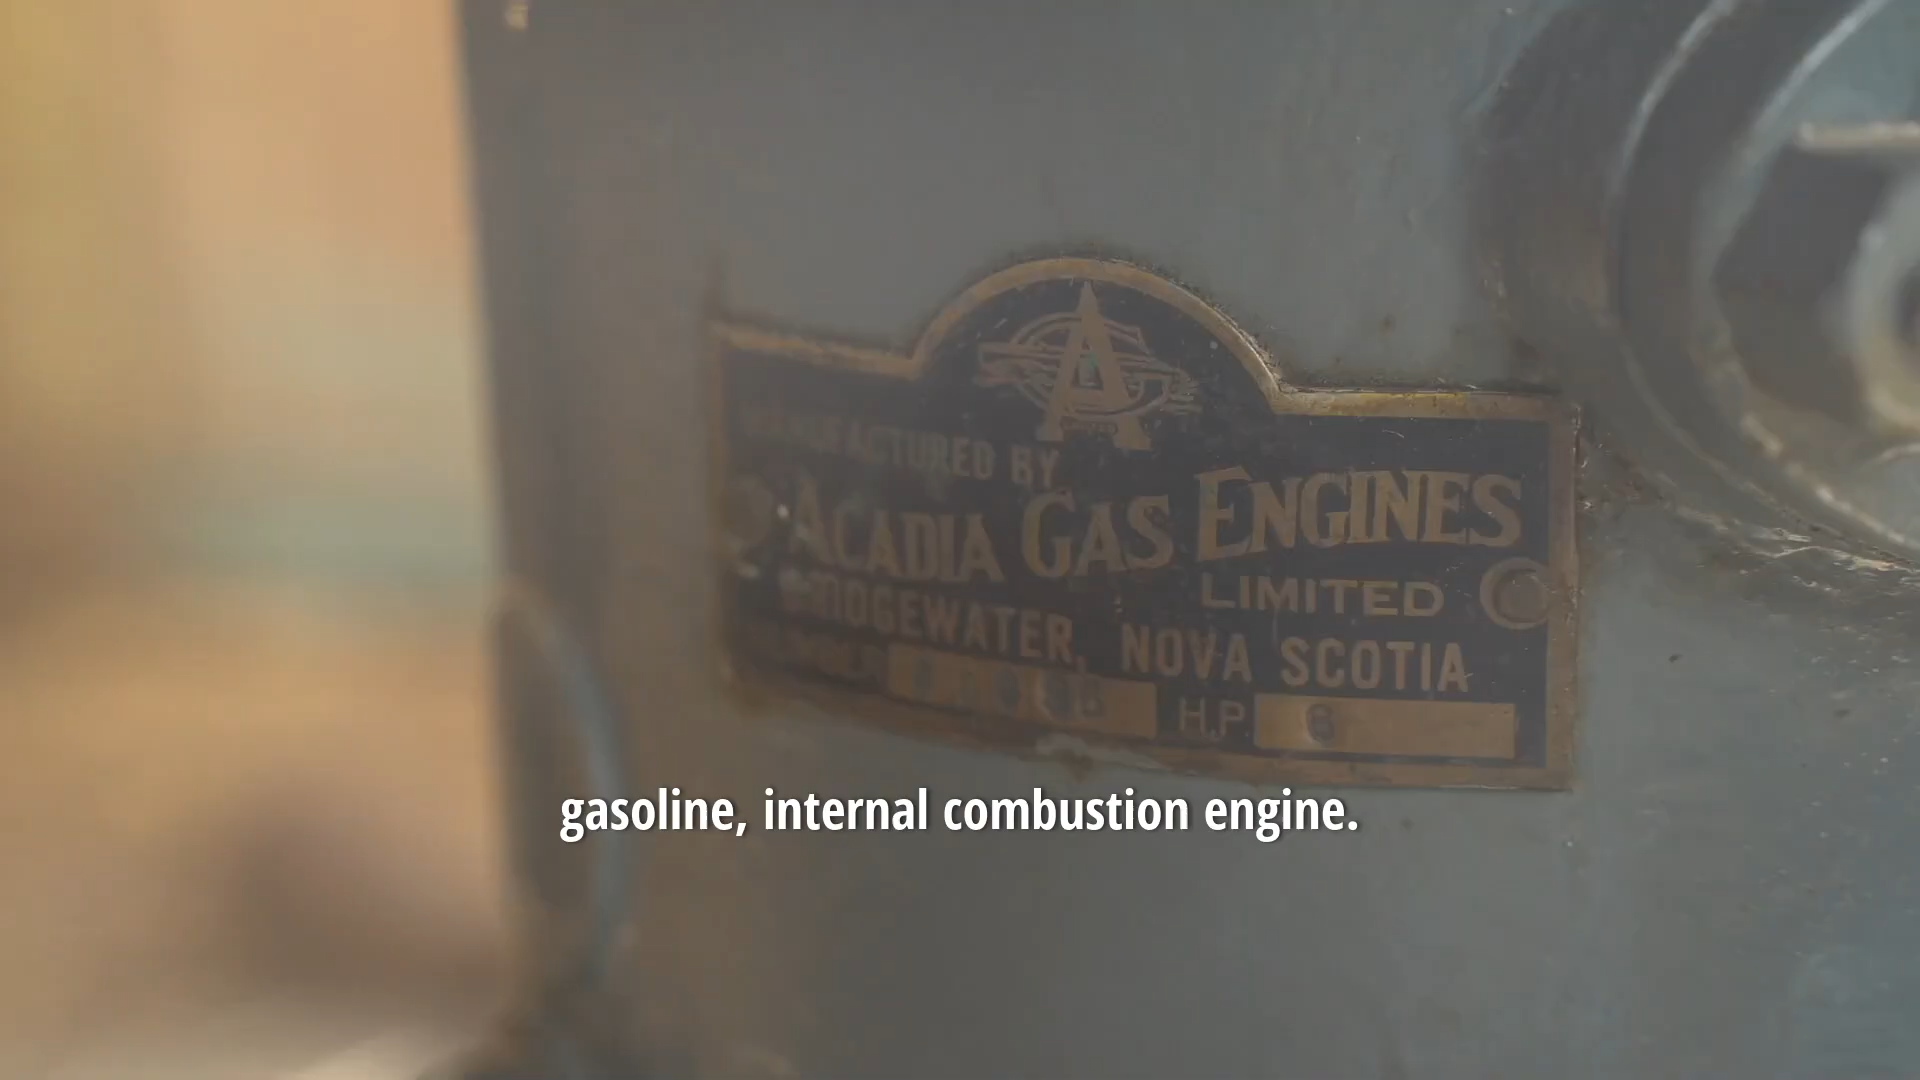 MANUFACTURED BY
ACADIA GAS ENGINES
LIMITED
BRIDGEWATER, NOVA SCOTIA
H.P.
gasoline, internal combustion engine.